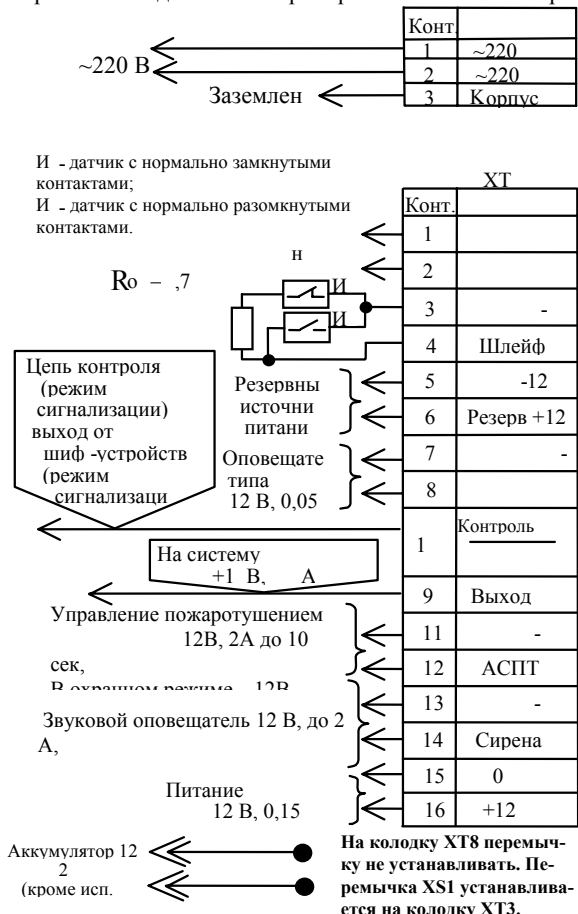 Конт.
1 ~220
2 ~220
3 Корпус
~220 В
Заземлен
И - датчик с нормально замкнутыми
контактами;
И - датчик с нормально разомкнутыми
контактами.
ХТ
Конт.
1
2
3 -
4 Шлейф
5 -12
6 Резерв +12
7 -
8
1 Контроль
9 Выход
11 -
12 АСПТ
13 -
14 Сирена
15 0
16 +12
н
Rо – ,7
И
И
Цепь контроля
(режим
сигнализации)
выход от
шиф -устройств
(режим
сигнализаци
Резервны
источни
питани
Оповещате
типа
12 В, 0,05
На систему
+1 В, А
Управление пожаротушением
12В, 2А до 10
сек,
В охранном режиме 12В
Звуковой оповещатель 12 В, до 2
А,
Питание
12 В, 0,15
Аккумулятор 12
2
(кроме исп.
На колодку ХТ8 перемыч-
ку не устанавливать. Пе-
ремычка XS1 устанавлива-
ется на колодку ХТ3.